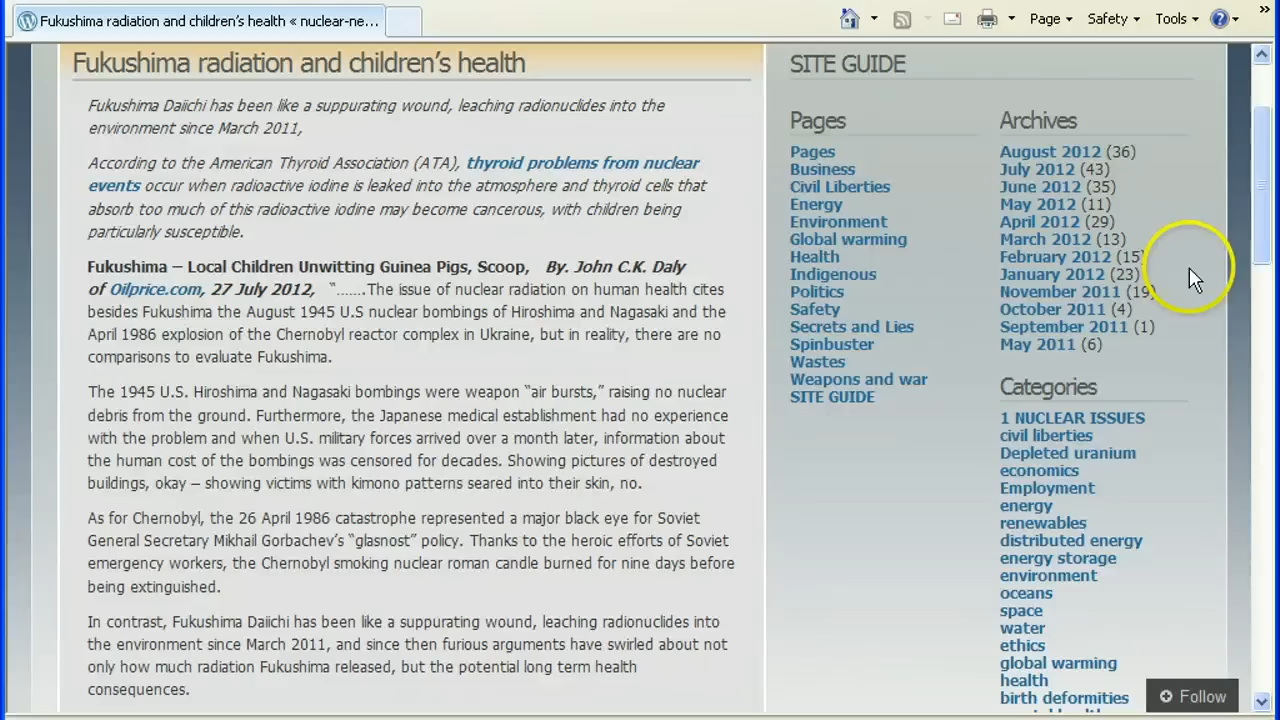 Fukushima radiation and children's health « nuclear-ne...
Page
Safety
Tools
»
Fukushima radiation and children's health
Fukushima Daiichi has been like a suppurating wound, leaching radionuclides into the
environment since March 2011,
According to the American Thyroid Association (ATA), thyroid problems from nuclear
events occur when radioactive iodine is leaked into the atmosphere and thyroid cells that
absorb too much of this radioactive iodine may become cancerous, with children being
particularly susceptible.
Fukushima – Local Children Unwitting Guinea Pigs, Scoop, By. John C.K. Daly
of Oilprice.com, 27 July 2012, “…….The issue of nuclear radiation on human health cites
besides Fukushima the August 1945 U.S nuclear bombings of Hiroshima and Nagasaki and the
April 1986 explosion of the Chernobyl reactor complex in Ukraine, but in reality, there are no
comparisons to evaluate Fukushima.
The 1945 U.S. Hiroshima and Nagasaki bombings were weapon “air bursts,” raising no nuclear
debris from the ground. Furthermore, the Japanese medical establishment had no experience
with the problem and when U.S. military forces arrived over a month later, information about
the human cost of the bombings was censored for decades. Showing pictures of destroyed
buildings, okay – showing victims with kimono patterns seared into their skin, no.
As for Chernobyl, the 26 April 1986 catastrophe represented a major black eye for Soviet
General Secretary Mikhail Gorbachev's “glasnost” policy. Thanks to the heroic efforts of Soviet
emergency workers, the Chernobyl smoking nuclear roman candle burned for nine days before
being extinguished.
In contrast, Fukushima Daiichi has been like a suppurating wound, leaching radionuclides into
the environment since March 2011, and since then furious arguments have swirled about not
only how much radiation Fukushima released, but the potential long term health
consequences.
SITE GUIDE
Pages
Pages
Business
Civil Liberties
Energy
Environment
Global warming
Health
Indigenous
Politics
Safety
Secrets and Lies
Spinbuster
Wastes
Weapons and war
SITE GUIDE
Archives
August 2012 (36)
July 2012 (43)
June 2012 (35)
May 2012 (11)
April 2012 (29)
March 2012 (13)
February 2012 (15)
January 2012 (23)
November 2011 (19)
October 2011 (4)
September 2011 (1)
May 2011 (6)
Categories
1 NUCLEAR ISSUES
civil liberties
Depleted uranium
economics
Employment
energy
renewables
distributed energy
energy storage
environment
oceans
space
water
ethics
global warming
health
birth deformities
Follow